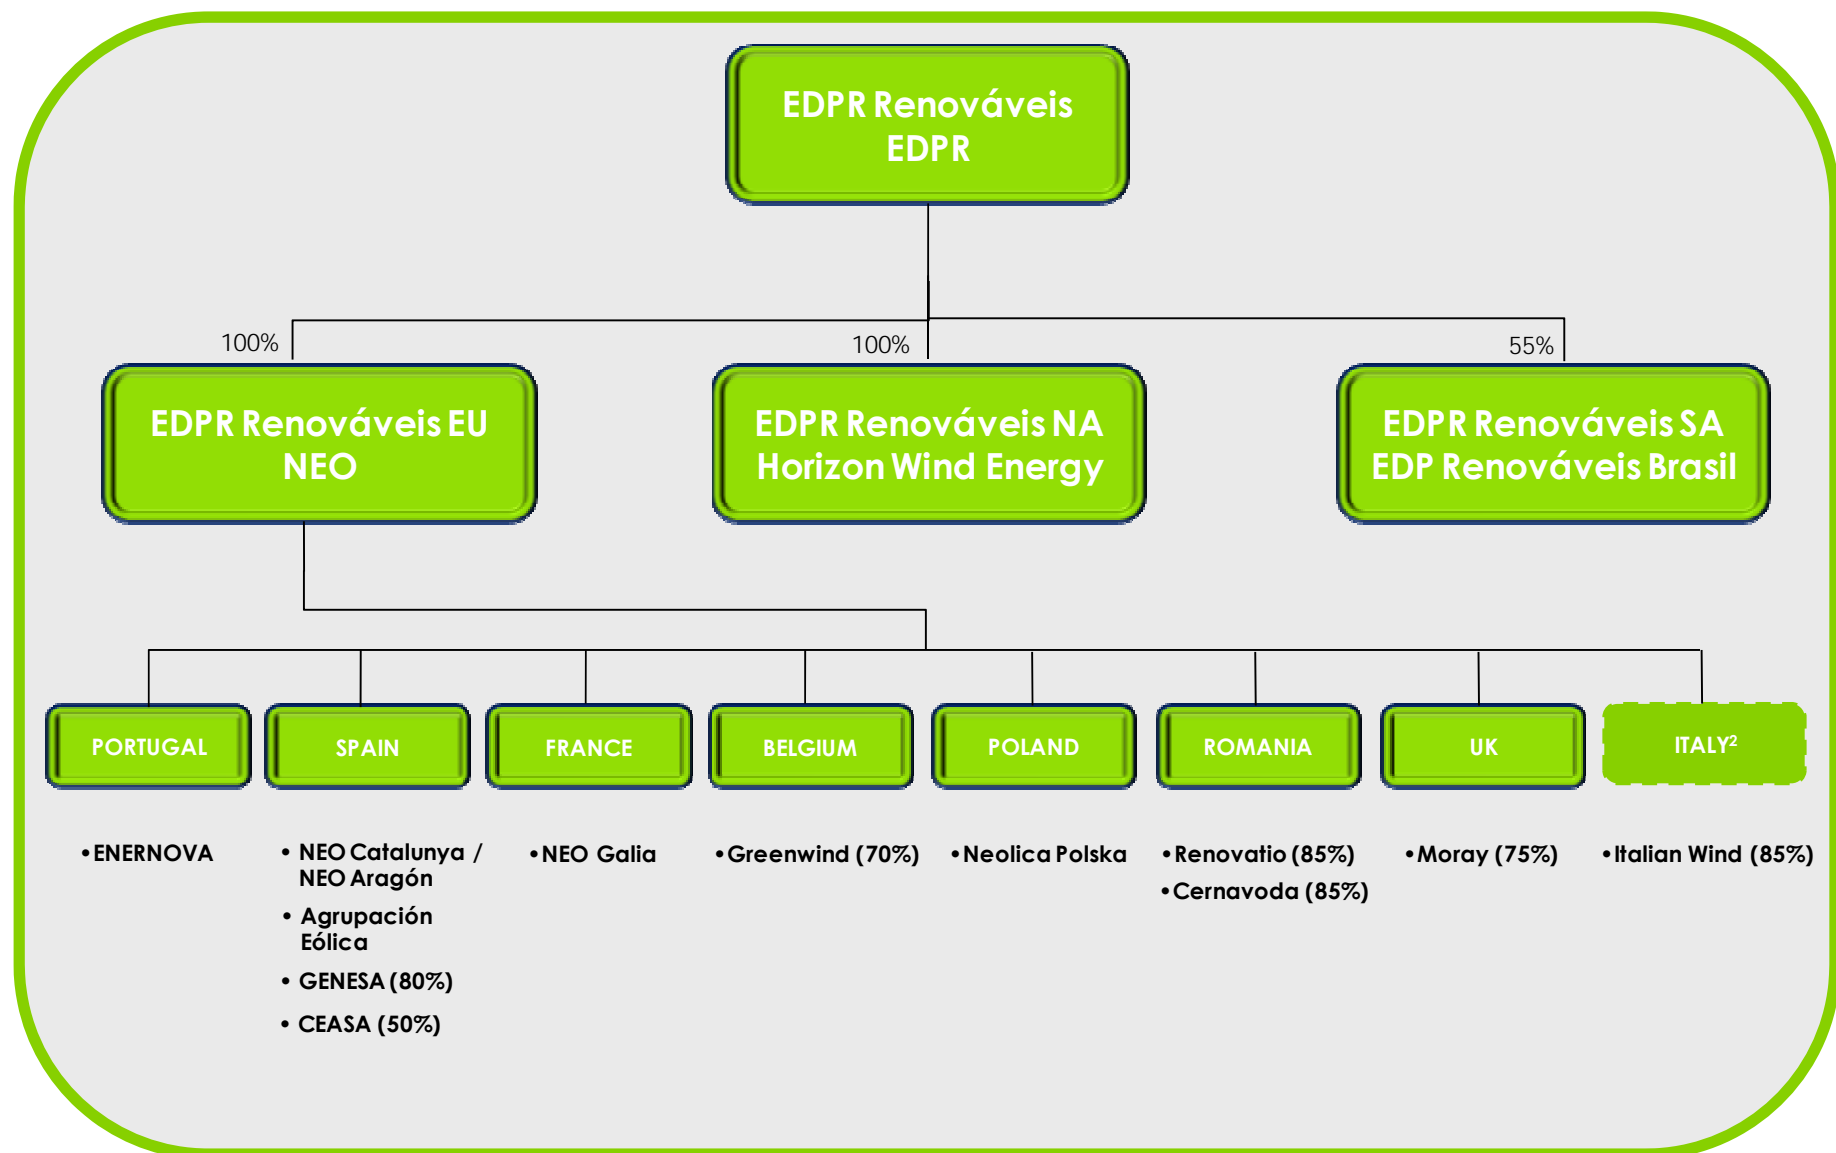 EDPR Renováveis
EDPR
100%
100%
55%
EDPR Renováveis EU
NEO
EDPR Renováveis NA
Horizon Wind Energy
EDPR Renováveis SA
EDP Renováveis Brasil
PORTUGAL
SPAIN
FRANCE
BELGIUM
POLAND
ROMANIA
UK
ITALY²
•ENERNOVA
• NEO Catalunya /
NEO Aragón
• Agrupación
Eólica
• GENESA (80%)
• CEASA (50%)
•NEO Galia
•Greenwind (70%)
•Neolica Polska
•Renovatio (85%)
•Cernavoda (85%)
•Moray (75%)
•Italian Wind (85%)